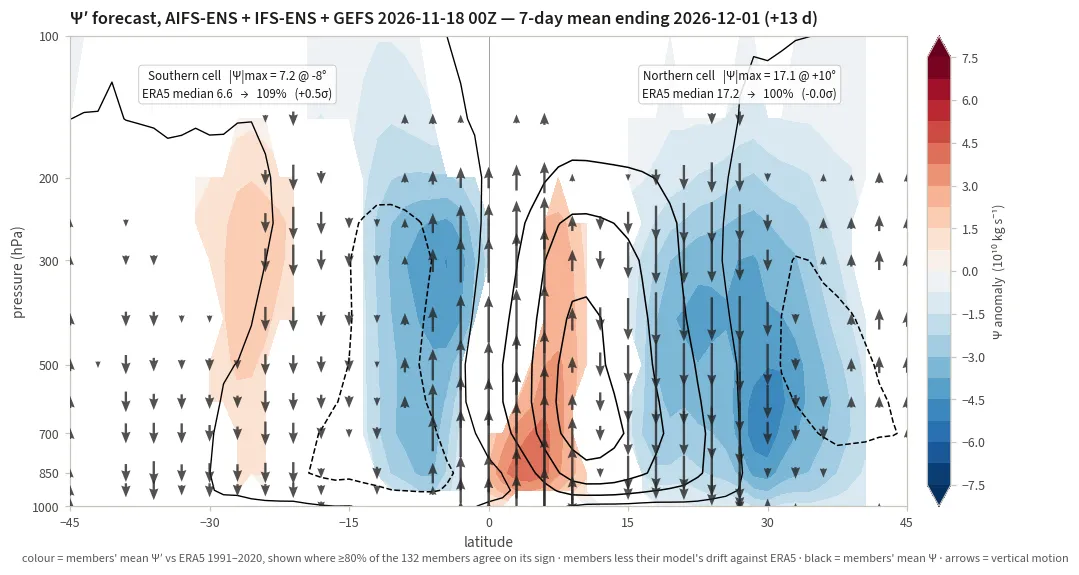 Ψ′ forecast, AIFS-ENS + IFS-ENS + GEFS 2026-11-18 00Z — 7-day mean ending 2026-12-01 (+13 d)
Southern cell |Ψ|max = 7.2 @ -8°
ERA5 median 6.6 → 109% (+0.5σ)
Northern cell |Ψ|max = 17.1 @ +10°
ERA5 median 17.2 → 100% (-0.0σ)
pressure (hPa)
100
200
300
400
500
700
850
1000
−45
−30
−15
0
15
30
45
latitude
7.5
6.0
4.5
3.0
1.5
0.0
−1.5
−3.0
−4.5
−6.0
−7.5
Ψ anomaly (10¹⁰ kg s⁻¹)
colour = members' mean Ψ′ vs ERA5 1991–2020, shown where ≥80% of the 132 members agree on its sign · members less their model's drift against ERA5 · black = members' mean Ψ · arrows = vertical motion